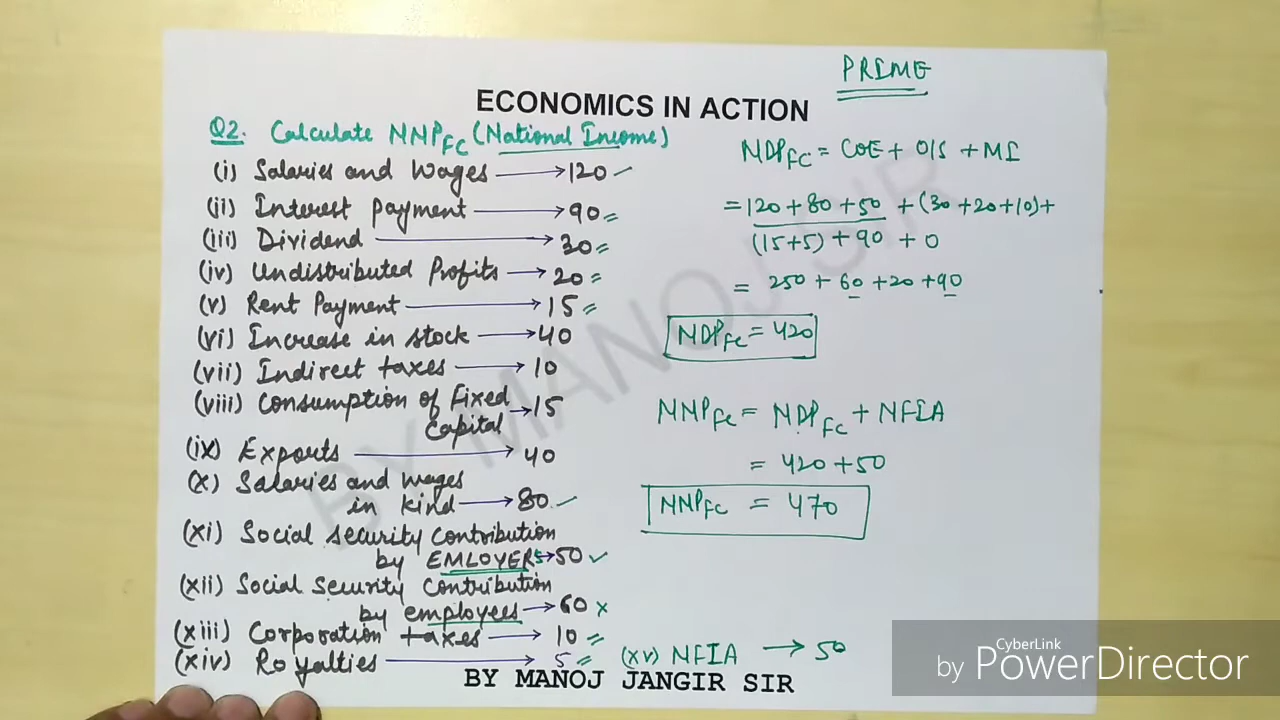 PRIME
ECONOMICS IN ACTION
Q2. Calculate NNPFC (National Income)
(i) Salaries and Wages → 120 ✓
(ii) Interest payment → 90 =
(iii) Dividend → 30 =
(iv) Undistributed Profits → 20 =
(v) Rent Payment → 15 =
(vi) Increase in stock → 40
(vii) Indirect taxes → 10
(viii) Consumption of Fixed
Capital → 15
(ix) Exports → 40
(x) Salaries and wages
in kind → 80 ✓
(xi) Social security contribution
by EMLOYERS → 50 ✓
(xii) Social security contribution
by employees → 60 ×
(xiii) Corporation taxes → 10 =
(xiv) Royalties → 5 =
(xv) NFIA → 50
NDPFC = COE + O/S + MI
= 120 + 80 + 50 + (30 + 20 + 10) +
(15 + 5) + 90 + 0
= 250 + 60 + 20 + 90
NDPFC = 420
NNPFC = NDPFC + NFIA
= 420 + 50
NNPFC = 470
BY MANOJ JANGIR SIR
BY MANOJ SIR
CyberLink
by PowerDirector